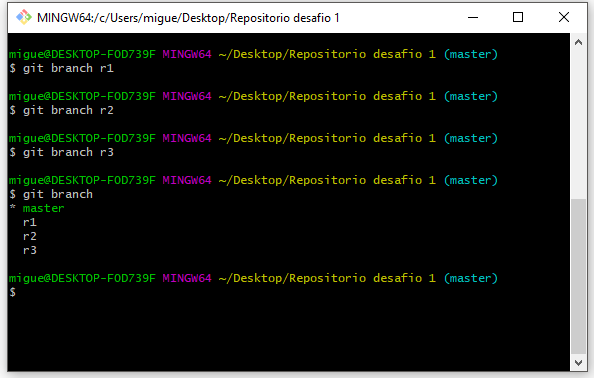 MINGW64:/c/Users/migue/Desktop/Repositorio desafio 1
migue@DESKTOP-FOD739F MINGW64 ~/Desktop/Repositorio desafio 1 (master)
$ git branch r1
migue@DESKTOP-FOD739F MINGW64 ~/Desktop/Repositorio desafio 1 (master)
$ git branch r2
migue@DESKTOP-FOD739F MINGW64 ~/Desktop/Repositorio desafio 1 (master)
$ git branch r3
migue@DESKTOP-FOD739F MINGW64 ~/Desktop/Repositorio desafio 1 (master)
$ git branch
* master
  r1
  r2
  r3
migue@DESKTOP-FOD739F MINGW64 ~/Desktop/Repositorio desafio 1 (master)
$